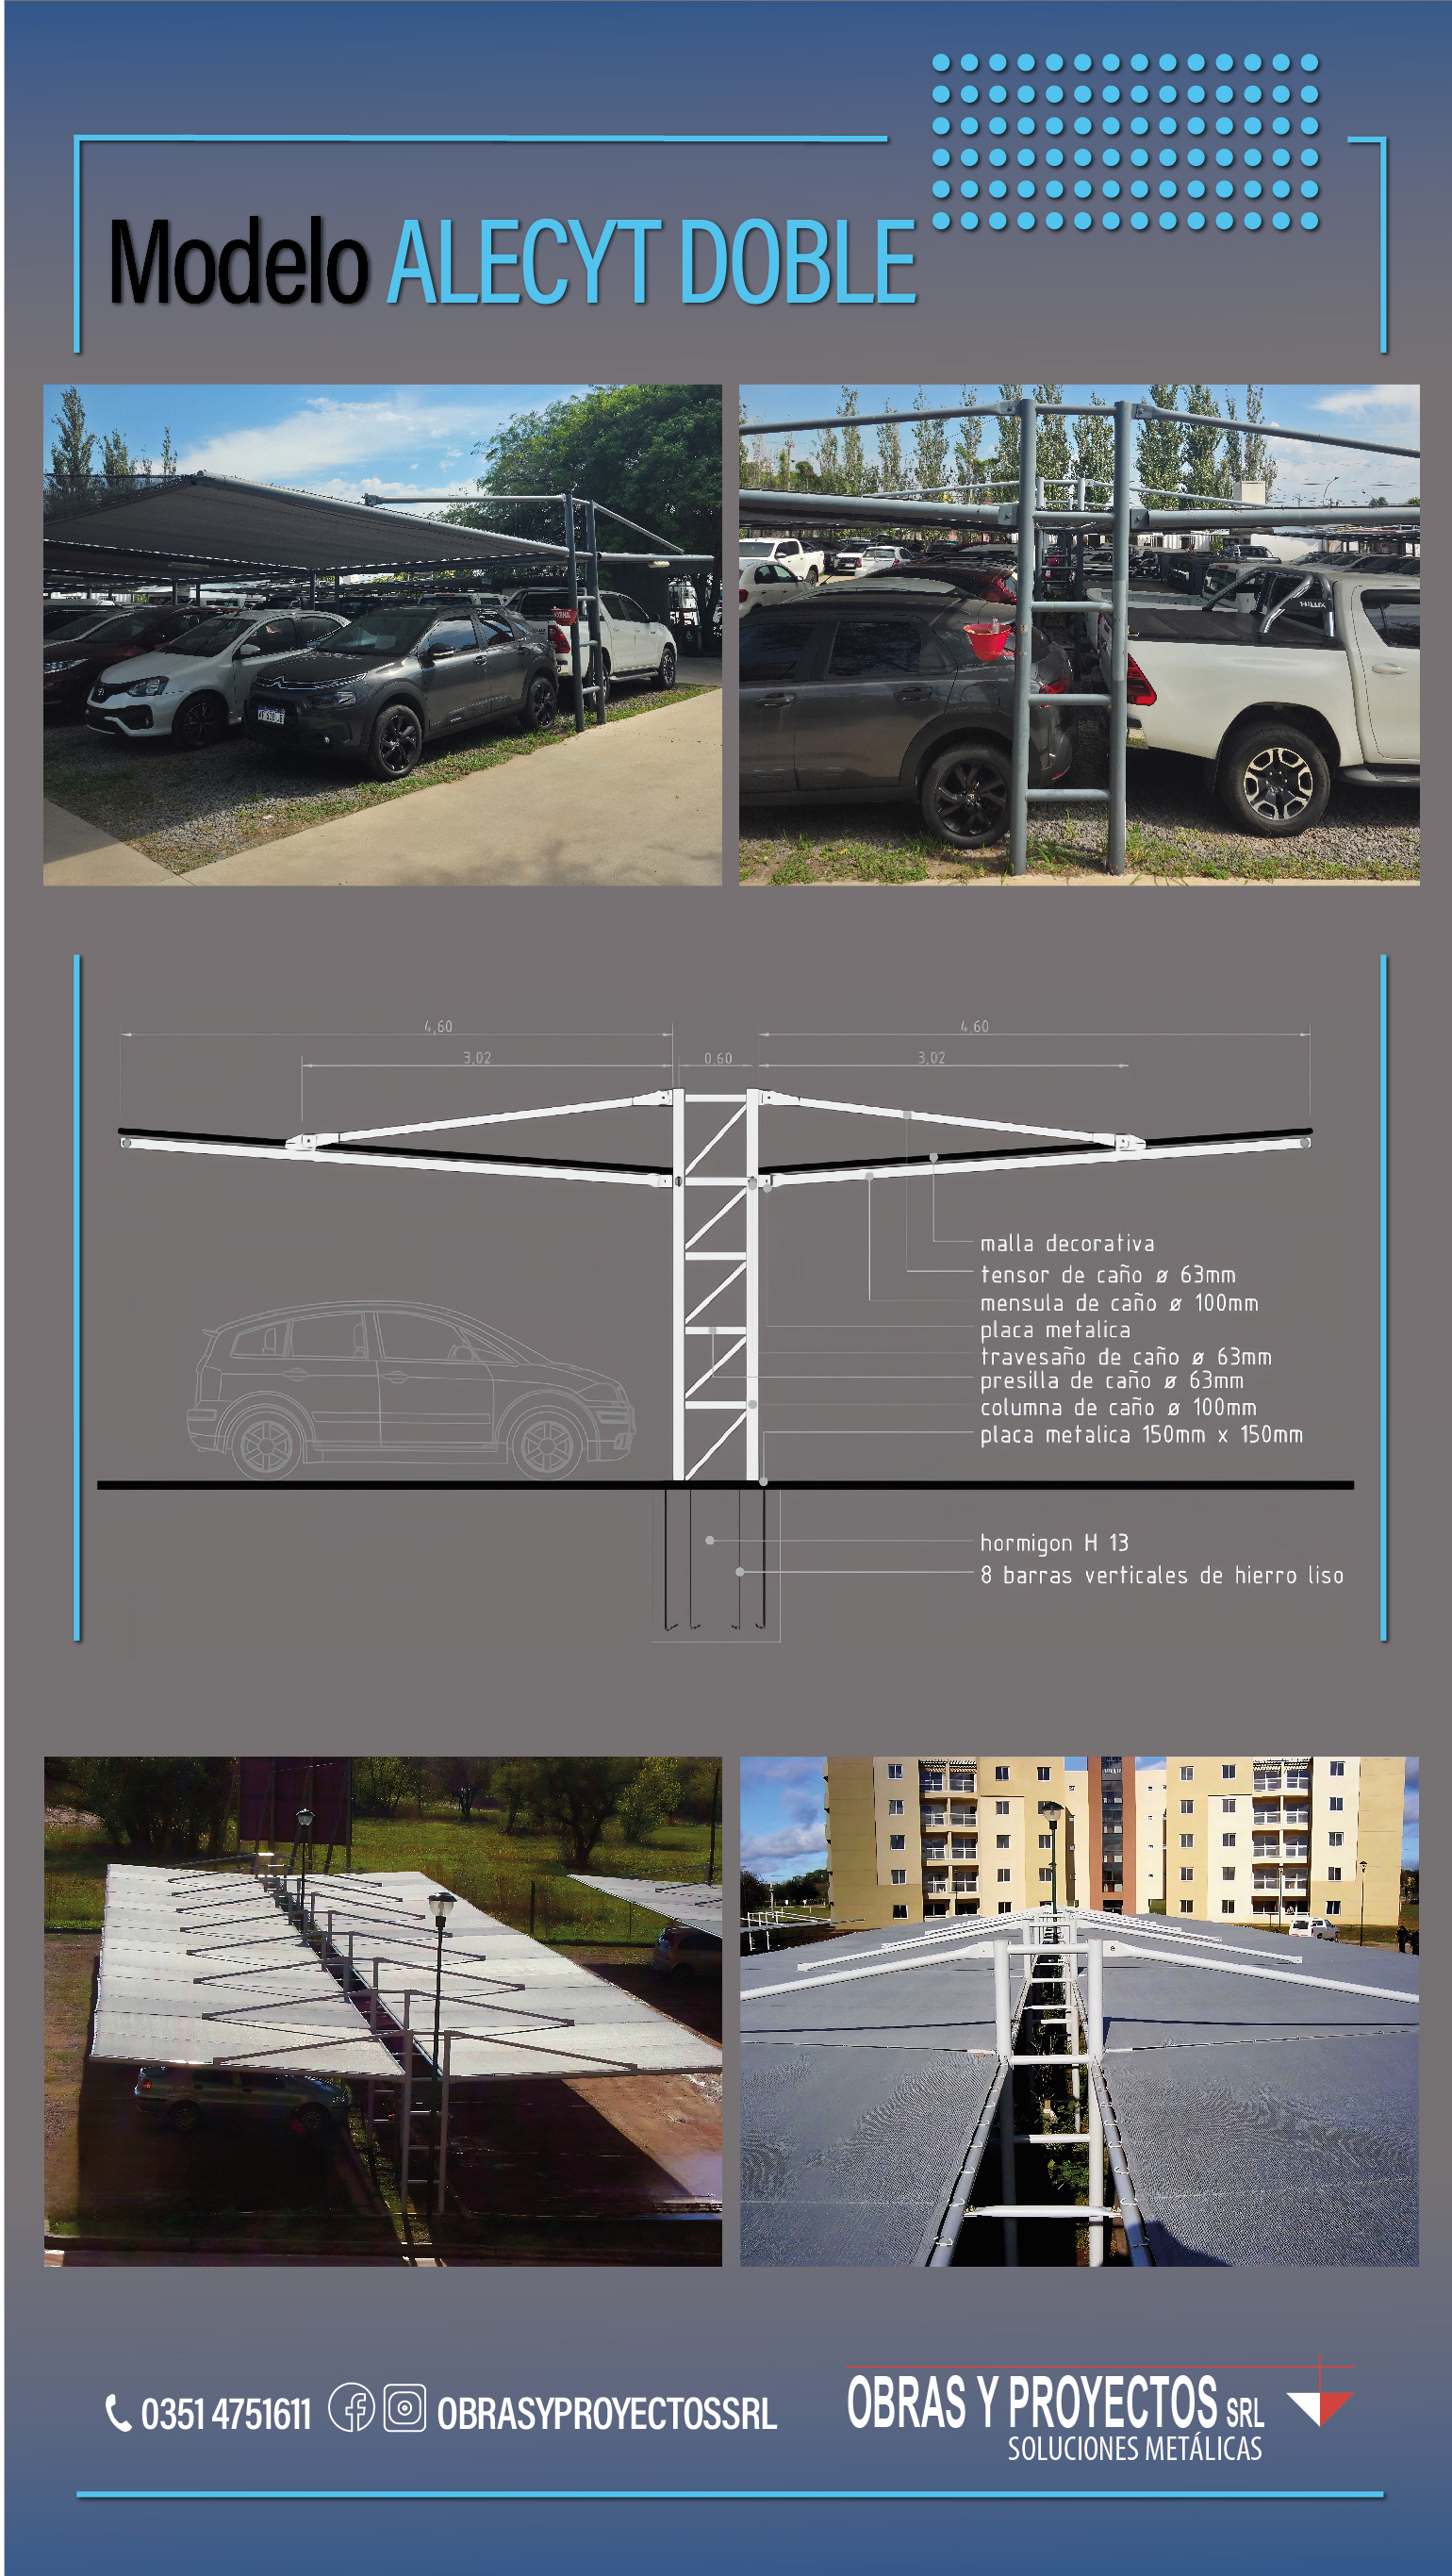 Modelo ALECYT DOBLE
HILUX
4,60
4,60
3,02
0,60
3,02
malla decorativa
tensor de caño ø 63mm
mensula de caño ø 100mm
placa metalica
travesaño de caño ø 63mm
presilla de caño ø 63mm
columna de caño ø 100mm
placa metalica 150mm x 150mm
hormigon H 13
8 barras verticales de hierro liso
0351 4751611 OBRASYPROYECTOSSRL
OBRAS Y PROYECTOS SRL
SOLUCIONES METÁLICAS